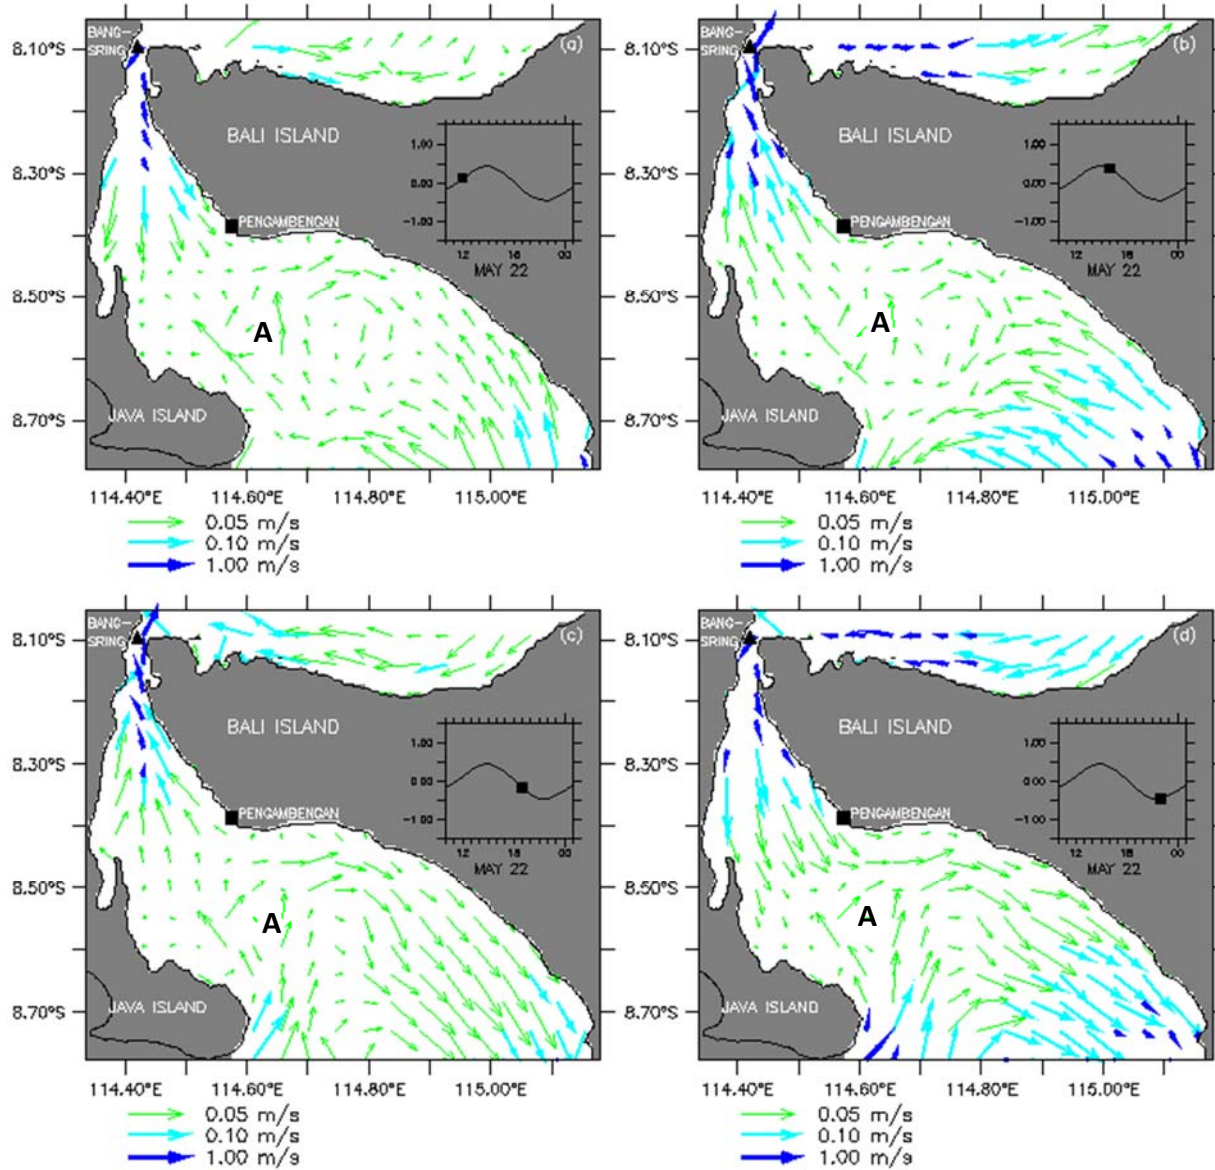 BANG-
SRING
8.10°S
(a)
BALI ISLAND
1.00
0.00
-1.00
12
18
00
MAY 22
8.30°S
PENGAMBENGAN
8.50°S
A
JAVA ISLAND
8.70°S
114.40°E
114.60°E
114.80°E
115.00°E
0.05 m/s
0.10 m/s
1.00 m/s
BANG-
SRING
8.10°S
(b)
BALI ISLAND
1.00
0.00
-1.00
12
18
00
MAY 22
8.30°S
PENGAMBENGAN
8.50°S
A
JAVA ISLAND
8.70°S
114.40°E
114.60°E
114.80°E
115.00°E
0.05 m/s
0.10 m/s
1.00 m/s
BANG-
SRING
8.10°S
(c)
BALI ISLAND
1.00
0.00
-1.00
12
18
00
MAY 22
8.30°S
PENGAMBENGAN
8.50°S
A
JAVA ISLAND
8.70°S
114.40°E
114.60°E
114.80°E
115.00°E
0.05 m/s
0.10 m/s
1.00 m/s
BANG-
SRING
8.10°S
(d)
BALI ISLAND
1.00
0.00
-1.00
12
18
00
MAY 22
8.30°S
PENGAMBENGAN
8.50°S
A
JAVA ISLAND
8.70°S
114.40°E
114.60°E
114.80°E
115.00°E
0.05 m/s
0.10 m/s
1.00 m/s